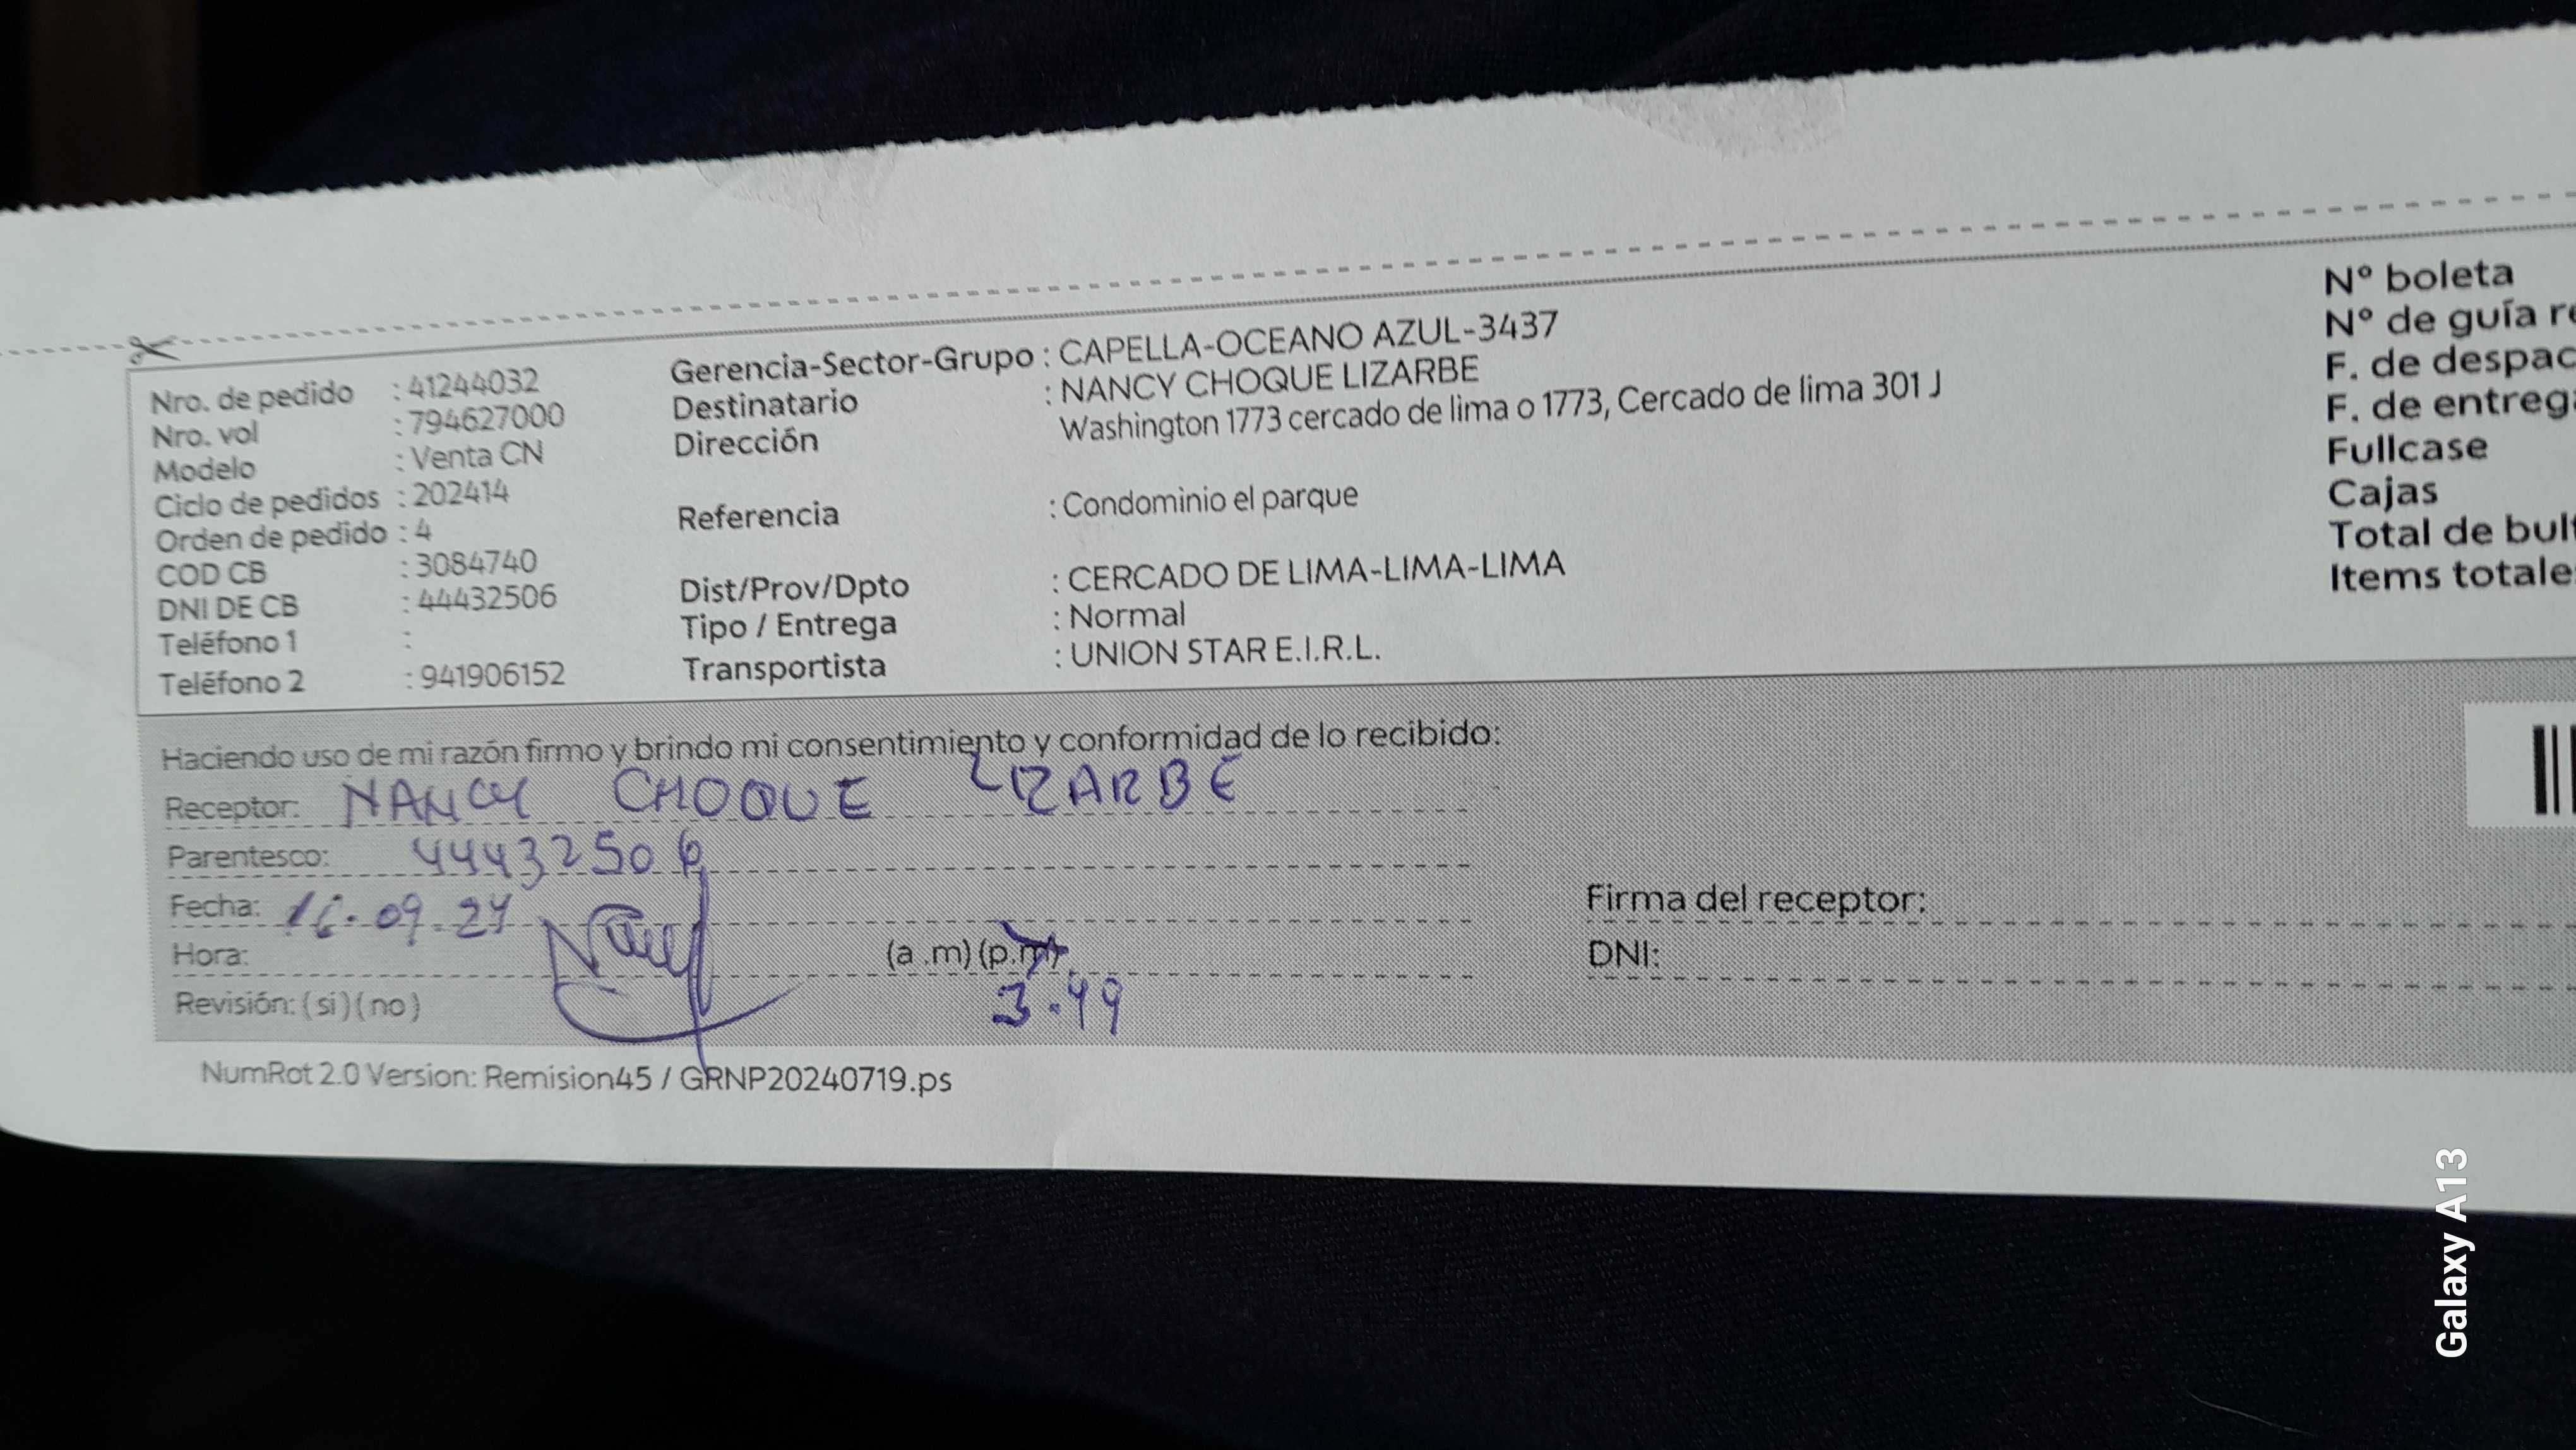 Nro. de pedido : 41244032
Nro. vol : 794627000
Modelo : Venta CN
Ciclo de pedidos : 202414
Orden de pedido : 4
COD CB : 3084740
DNI DE CB : 44432506
Teléfono 1 :
Teléfono 2 : 941906152
Gerencia-Sector-Grupo : CAPELLA-OCEANO AZUL-3437
Destinatario : NANCY CHOQUE LIZARBE
Dirección Washington 1773 cercado de lima o 1773, Cercado de lima 301 J
Referencia : Condominio el parque
Dist/Prov/Dpto : CERCADO DE LIMA-LIMA-LIMA
Tipo / Entrega : Normal
Transportista : UNION STAR E.I.R.L.
N° boleta
N° de guía
F. de
F. de
Fullcase
Cajas
Total de
Items
Haciendo uso de mi razón firmo y brindo mi consentimiento y conformidad de lo recibido:
Receptor: NANCY CHOQUE LIZARBE
Parentesco: 44432506
Fecha: 16.09.24
Hora: (a .m) (p.m)
3.49
Revisión: (si) (no)
Firma del receptor:
DNI:
NumRot 2.0 Version: Remision45 / GRNP20240719.ps
Galaxy A13